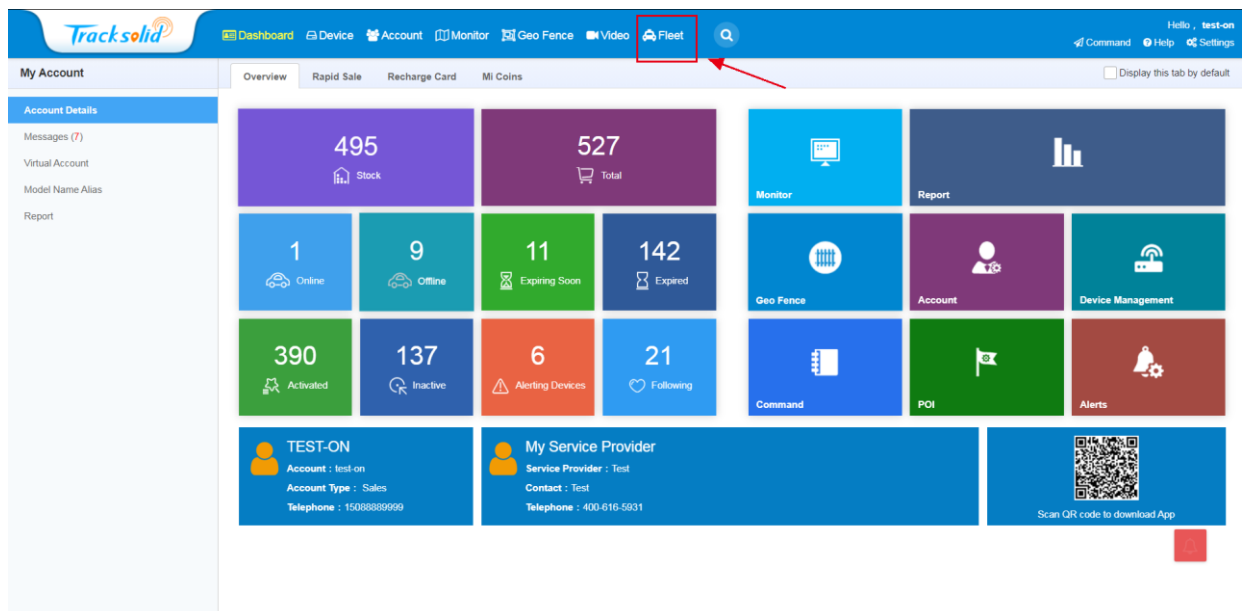 Tracksolid
Dashboard Device Account Monitor Geo Fence Video Fleet
Hello , test-on
Command Help Settings
My Account
Overview Rapid Sale Recharge Card Mi Coins
Display this tab by default
Account Details
Messages (7)
Virtual Account
Model Name Alias
Report
495
Stock
527
Total
Monitor
Report
1
Online
9
Offline
11
Expiring Soon
142
Expired
Geo Fence
Account
Device Management
390
Activated
137
Inactive
6
Alerting Devices
21
Following
Command
POI
Alerts
TEST-ON
Account : test-on
Account Type : Sales
Telephone : 15088889999
My Service Provider
Service Provider : Test
Contact : Test
Telephone : 400-616-5931
Scan QR code to download App